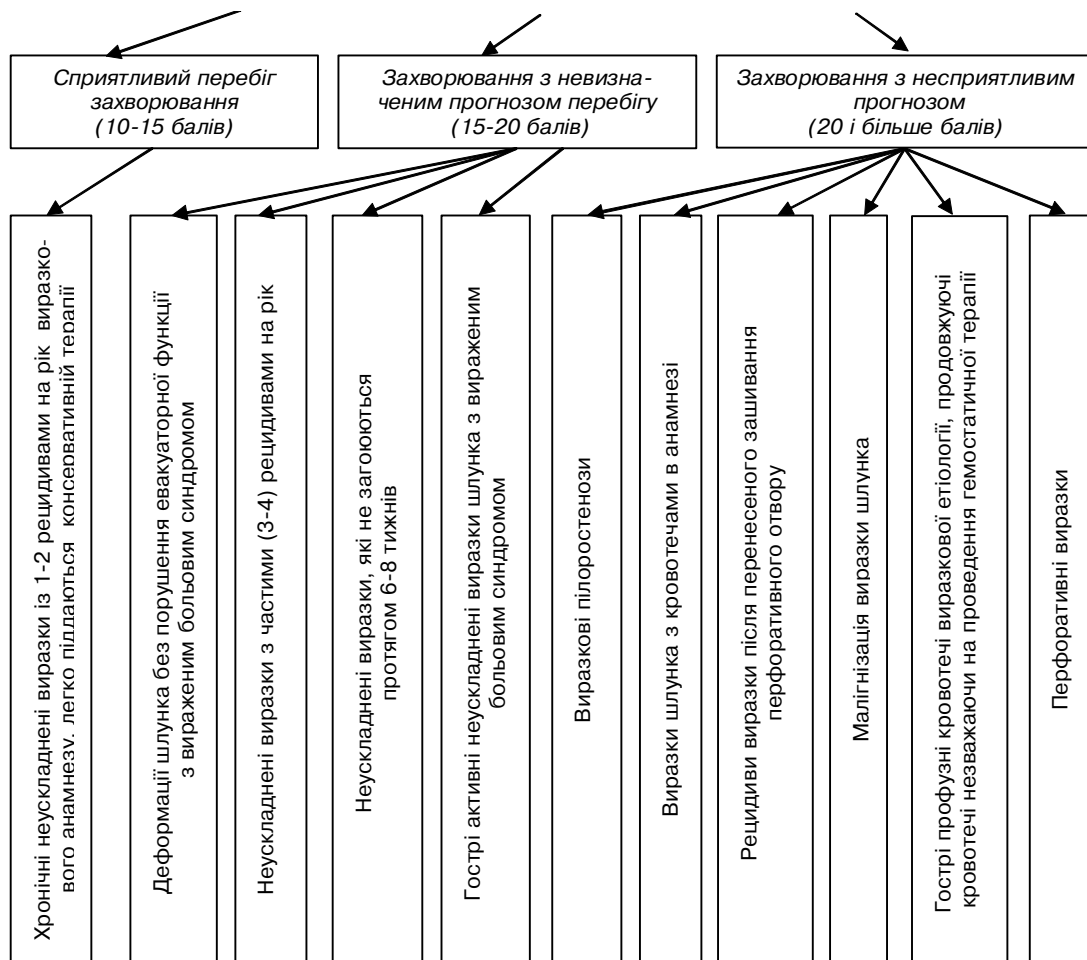 Сприятливий перебіг
захворювання
(10-15 балів)
Захворювання з невизна-
ченим прогнозом перебігу
(15-20 балів)
Захворювання з несприятливим
прогнозом
(20 і більше балів)
Хронічні неускладнені виразки із 1-2 рецидивами на рік виразко-
вого анамнезу. легко піддаються консервативній терапії
Деформації шлунка без порушення евакуаторної функції
з вираженим больовим синдромом
Неускладнені виразки з частими (3-4) рецидивами на рік
Неускладнені виразки, які не загоюються
протягом 6-8 тижнів
Гострі активні неускладнені виразки шлунка з вираженим
больовим синдромом
Виразкові пілоростенози
Виразки шлунка з кровотечами в анамнезі
Рецидиви виразки після перенесеного зашивання
перфоративного отвору
Малігнізація виразки шлунка
Гострі профузні кровотечі виразкової етіології, продовжуючі
кровотечі незважаючи на проведення гемостатичної терапії
Перфоративні виразки